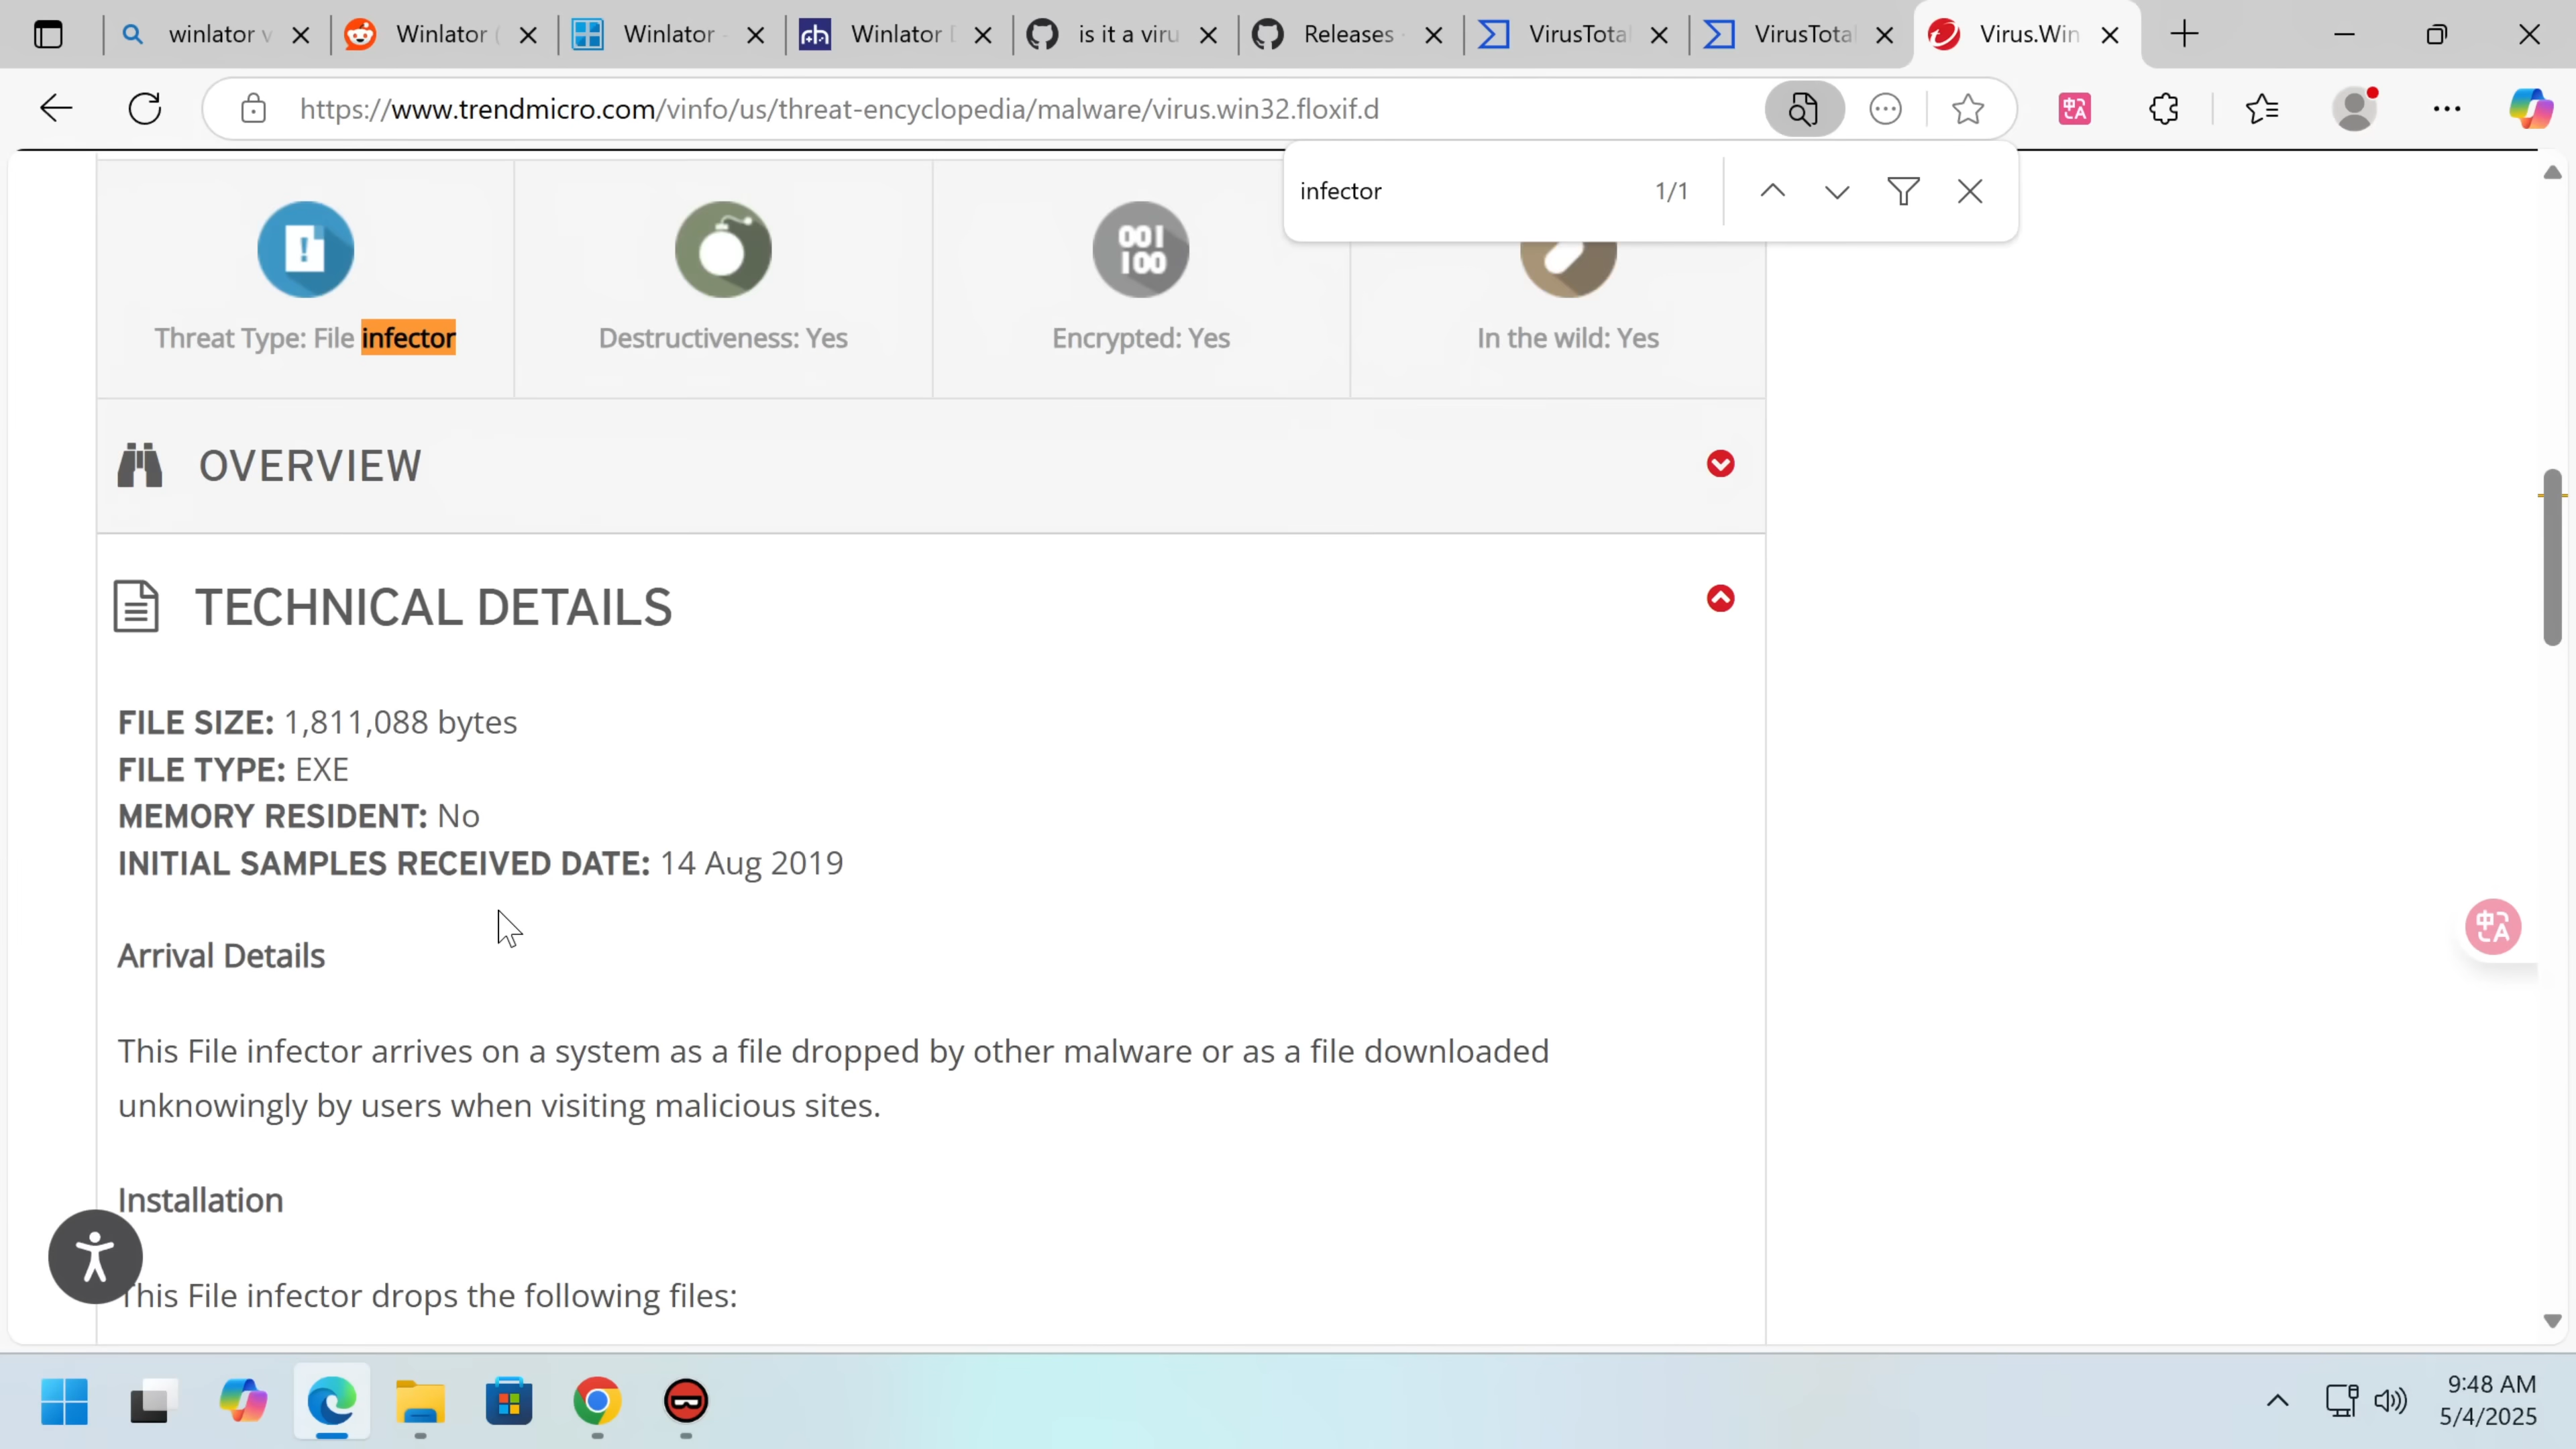 winlator v
Winlator (
Winlator -
Winlator D
is it a viru
Releases ·
VirusTotal
VirusTotal
Virus.Win
https://www.trendmicro.com/vinfo/us/threat-encyclopedia/malware/virus.win32.floxif.d
infector
1/1
001
100
Threat Type: File infector
Destructiveness: Yes
Encrypted: Yes
In the wild: Yes
OVERVIEW
TECHNICAL DETAILS
FILE SIZE: 1,811,088 bytes
FILE TYPE: EXE
MEMORY RESIDENT: No
INITIAL SAMPLES RECEIVED DATE: 14 Aug 2019
Arrival Details
This File infector arrives on a system as a file dropped by other malware or as a file downloaded
unknowingly by users when visiting malicious sites.
Installation
This File infector drops the following files:
9:48 AM
5/4/2025